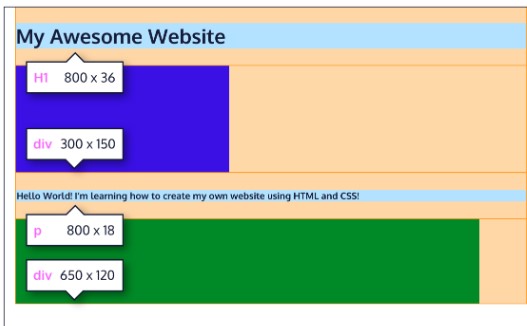 My Awesome Website
H1 800 x 36
div 300 x 150
Hello World! I'm learning how to create my own website using HTML and CSS!
p 800 x 18
div 650 x 120